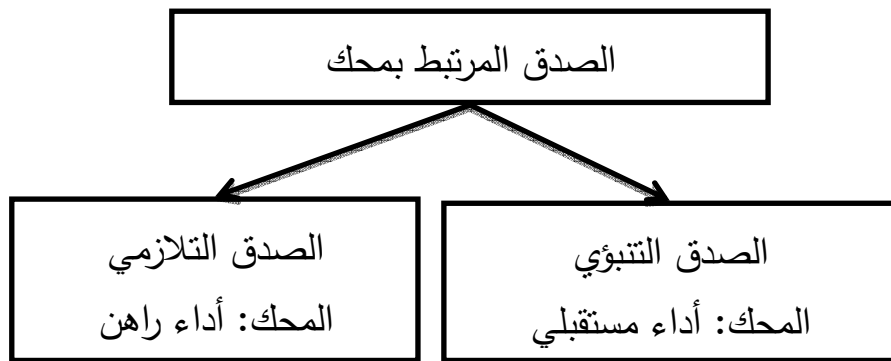 الصدق المرتبط بمحك
الصدق التنبؤي
المحك: أداء مستقبلي
الصدق التلازمي
المحك: أداء راهن